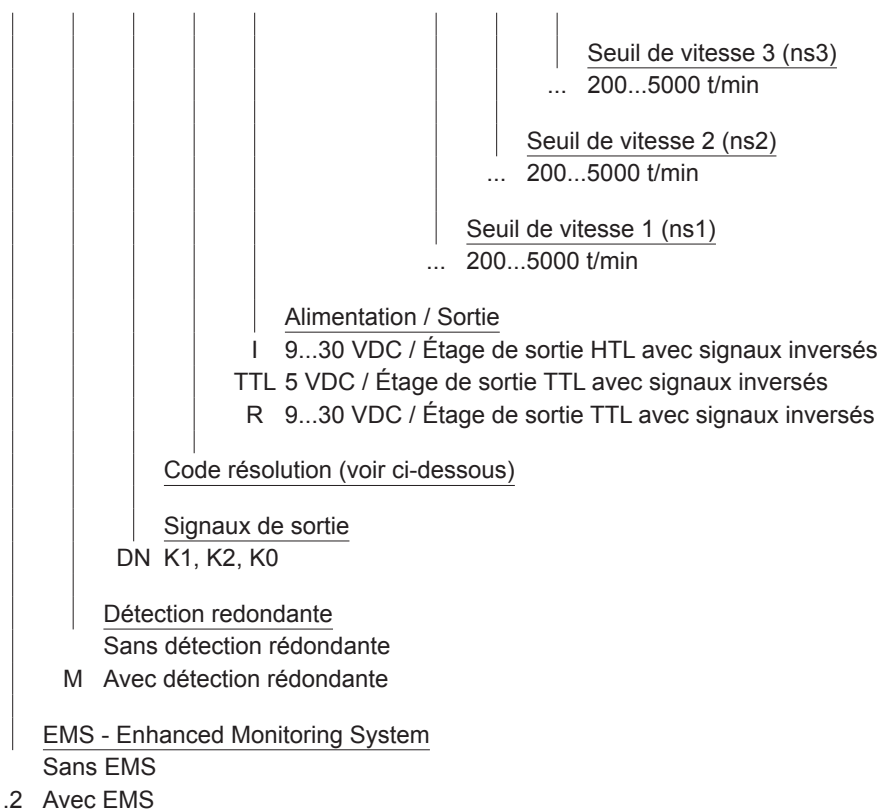 Seuil de vitesse 3 (ns3)
... 200...5000 t/min
Seuil de vitesse 2 (ns2)
... 200...5000 t/min
Seuil de vitesse 1 (ns1)
... 200...5000 t/min
Alimentation / Sortie
I 9...30 VDC / Étage de sortie HTL avec signaux inversés
TTL 5 VDC / Étage de sortie TTL avec signaux inversés
R 9...30 VDC / Étage de sortie TTL avec signaux inversés
Code résolution (voir ci-dessous)
Signaux de sortie
DN K1, K2, K0
Détection redondante
Sans détection rédondante
M Avec détection rédondante
EMS - Enhanced Monitoring System
Sans EMS
.2 Avec EMS